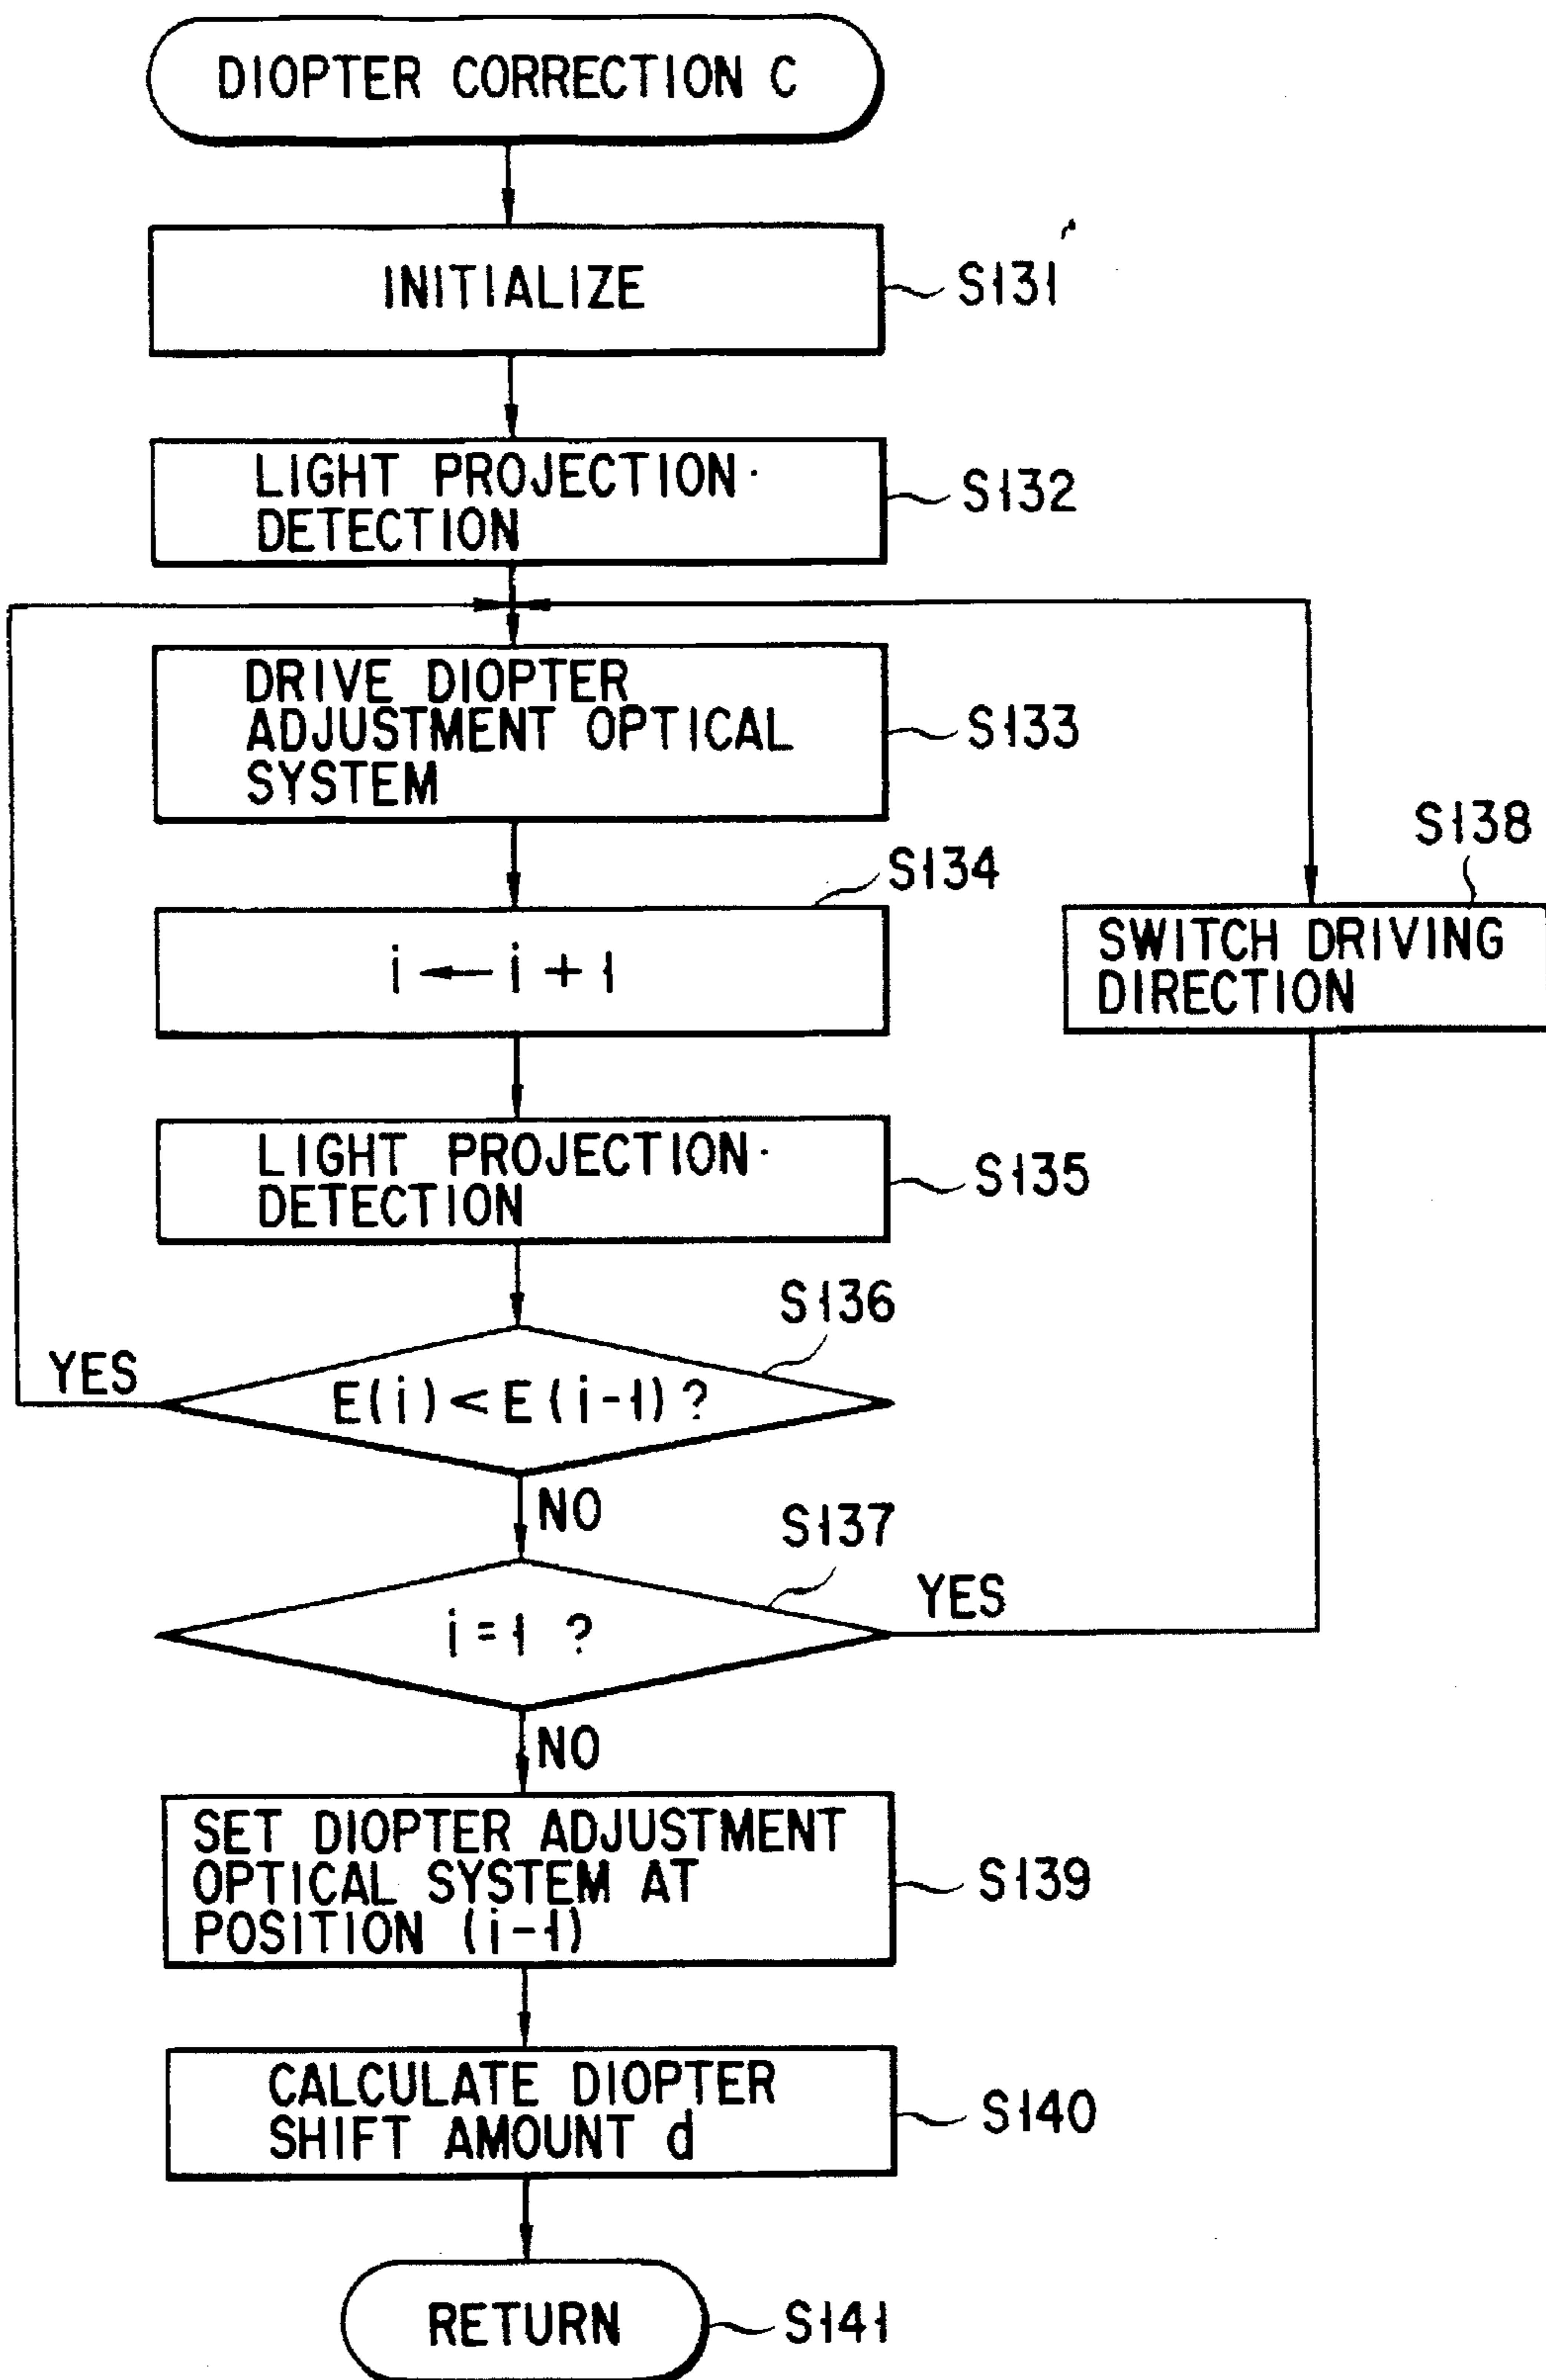 DIOPTER CORRECTION C
INITIALIZE
S131
LIGHT PROJECTION·
DETECTION
S132
DRIVE DIOPTER
ADJUSTMENT OPTICAL
SYSTEM
S133
S134
i ← i + 1
S138
SWITCH DRIVING
DIRECTION
LIGHT PROJECTION·
DETECTION
S135
S136
YES
E(i) < E(i-1) ?
NO
S137
YES
i = 1 ?
NO
SET DIOPTER ADJUSTMENT
OPTICAL SYSTEM AT
POSITION (i-1)
S139
CALCULATE DIOPTER
SHIFT AMOUNT d
S140
RETURN
S141